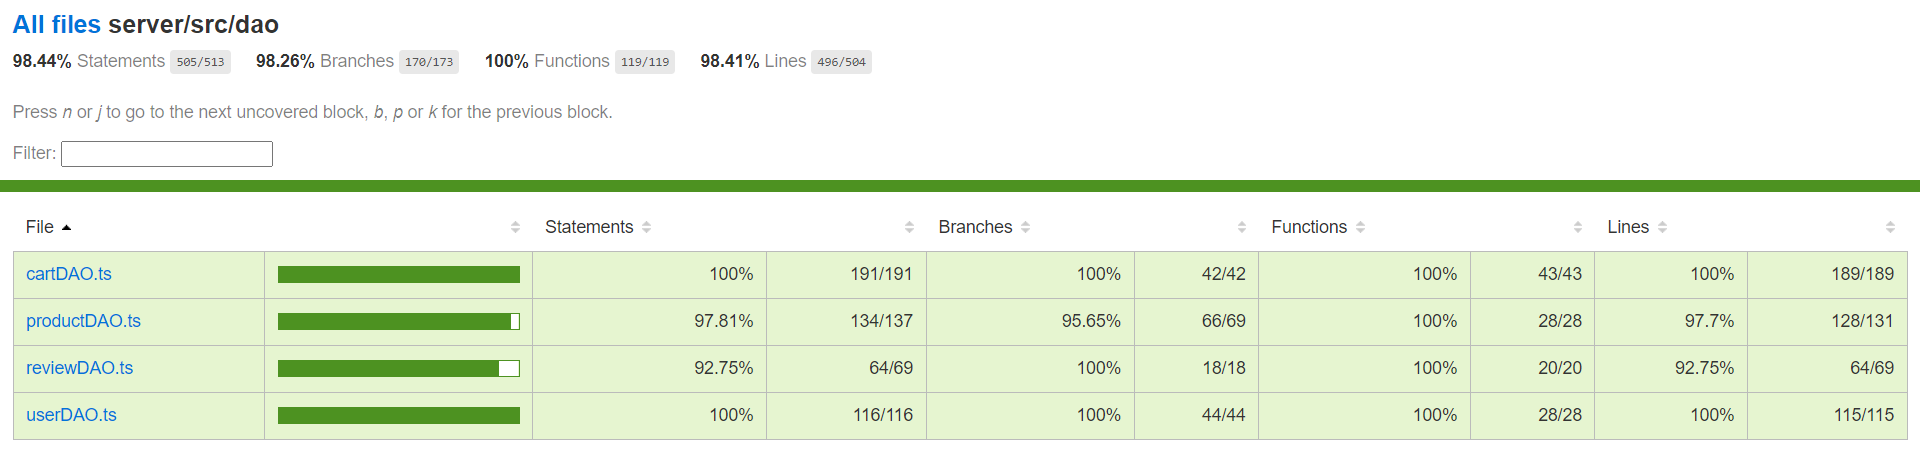 All files server/src/dao
98.44% Statements 505/513 98.26% Branches 170/173 100% Functions 119/119 98.41% Lines 496/504
Press n or j to go to the next uncovered block, b, p or k for the previous block.
Filter:
File Statements Branches Functions Lines
cartDAO.ts 100% 191/191 100% 42/42 100% 43/43 100% 189/189
productDAO.ts 97.81% 134/137 95.65% 66/69 100% 28/28 97.7% 128/131
reviewDAO.ts 92.75% 64/69 100% 18/18 100% 20/20 92.75% 64/69
userDAO.ts 100% 116/116 100% 44/44 100% 28/28 100% 115/115